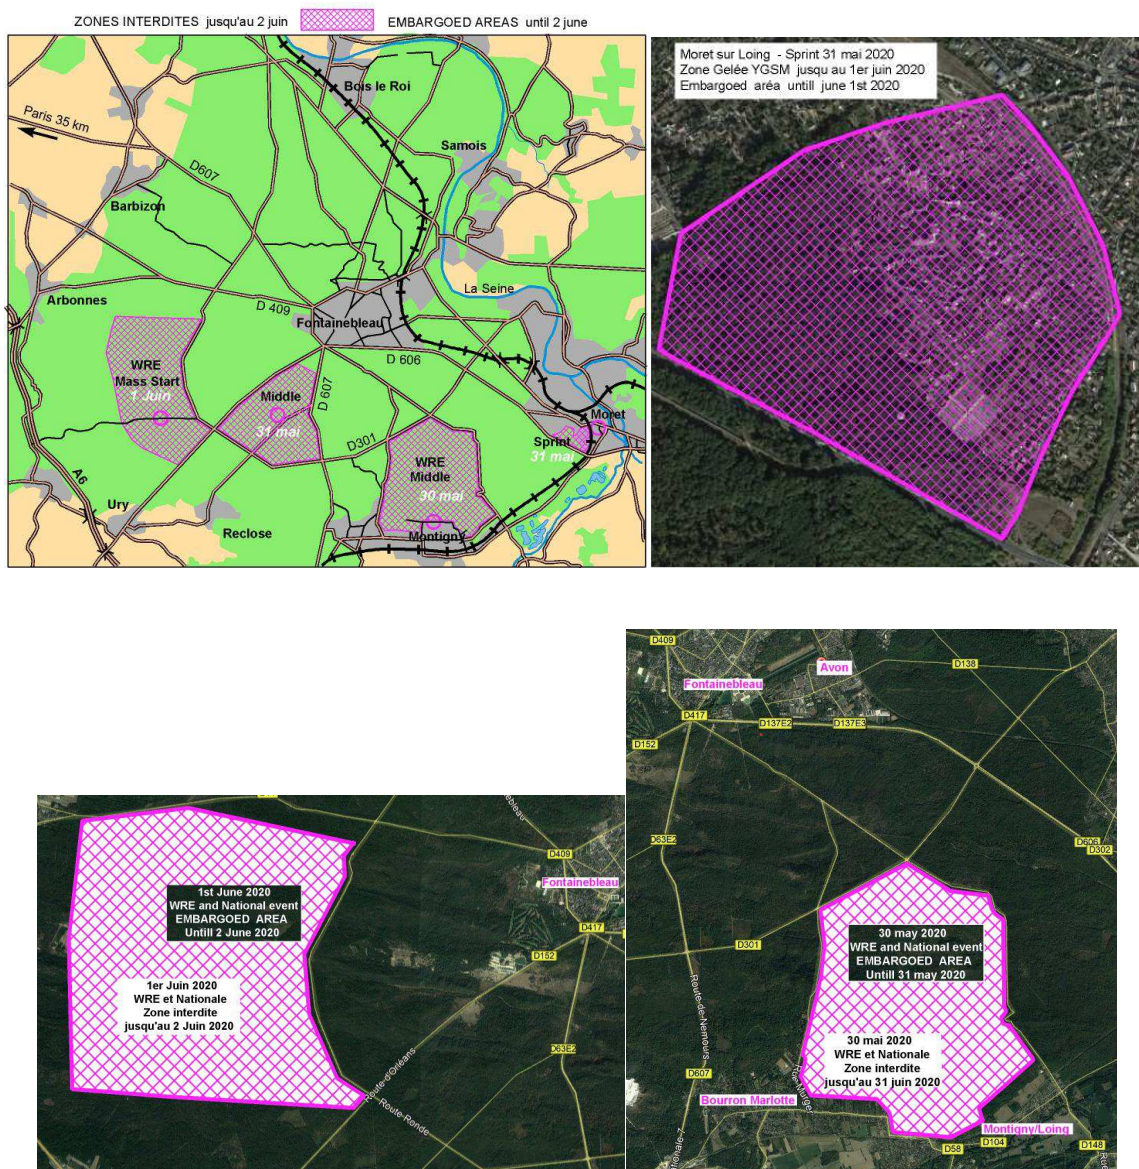 ZONES INTERDITES jusqu'au 2 juin
EMBARGOED AREAS until 2 june
Bois le Roi
Paris 35 km
Samois
D607
Barbizon
La Seine
Arbonnes
D 409
Fontainebleau
D 606
WRE
Mass Start
1 Juin
Middle
31 mai
D 607
D301
Moret
Sprint
31 mai
WRE
Middle
30 mai
A6
Ury
Reclose
Montigny
Moret sur Loing - Sprint 31 mai 2020
Zone Gelée YGSM jusqu au 1er juin 2020
Embargoed aréa untill june 1st 2020
1st June 2020
WRE and National event
EMBARGOED AREA
Untill 2 June 2020
1er Juin 2020
WRE et Nationale
Zone interdite
jusqu'au 2 Juin 2020
D409
Fontainebleau
D417
D152
D63E2
Route-d'Orléans
Route-Ronde
D409
Avon
D138
Fontainebleau
D417
D137E2
D137E3
D152
D63E2
D606
D302
D301
30 may 2020
WRE and National event
EMBARGOED AREA
Untill 31 may 2020
30 mai 2020
WRE et Nationale
Zone interdite
jusqu'au 31 juin 2020
Route-de-Nemours
D607
Rue Murger
Bourron Marlotte
Montigny/Loing
D104
D58
D148